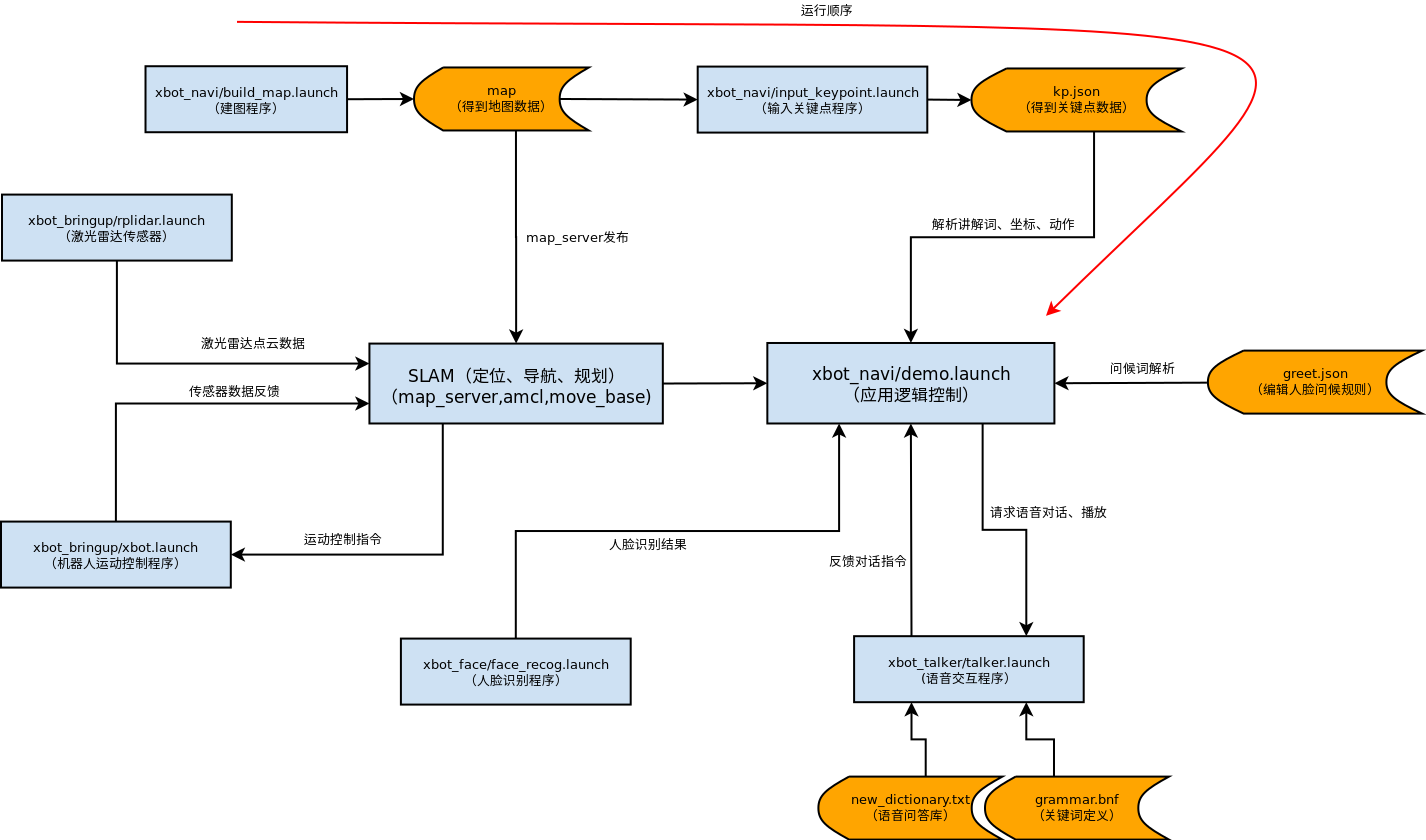 运行顺序
xbot_navi/build_map.launch
（建图程序）
map
（得到地图数据）
xbot_navi/input_keypoint.launch
（输入关键点程序）
kp.json
（得到关键点数据）
xbot_bringup/rplidar.launch
（激光雷达传感器）
map_server发布
解析讲解词、坐标、动作
激光雷达点云数据
传感器数据反馈
SLAM（定位、导航、规划）
（map_server,amcl,move_base)
xbot_navi/demo.launch
（应用逻辑控制）
问候词解析
greet.json
（编辑人脸问候规则）
xbot_bringup/xbot.launch
（机器人运动控制程序）
运动控制指令
人脸识别结果
请求语音对话、播放
反馈对话指令
xbot_face/face_recog.launch
（人脸识别程序）
xbot_talker/talker.launch
(语音交互程序）
new_dictionary.txt
（语音问答库）
grammar.bnf
（关键词定义）